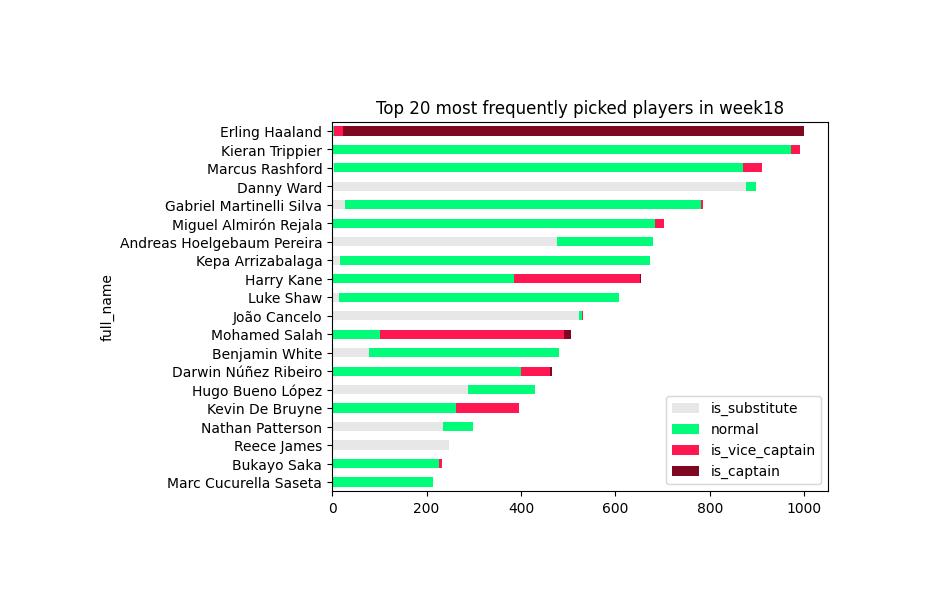 Top 20 most frequently picked players in week18
full_name
Erling Haaland
Kieran Trippier
Marcus Rashford
Danny Ward
Gabriel Martinelli Silva
Miguel Almirón Rejala
Andreas Hoelgebaum Pereira
Kepa Arrizabalaga
Harry Kane
Luke Shaw
João Cancelo
Mohamed Salah
Benjamin White
Darwin Núñez Ribeiro
Hugo Bueno López
Kevin De Bruyne
Nathan Patterson
Reece James
Bukayo Saka
Marc Cucurella Saseta
is_substitute
normal
is_vice_captain
is_captain
0 200 400 600 800 1000